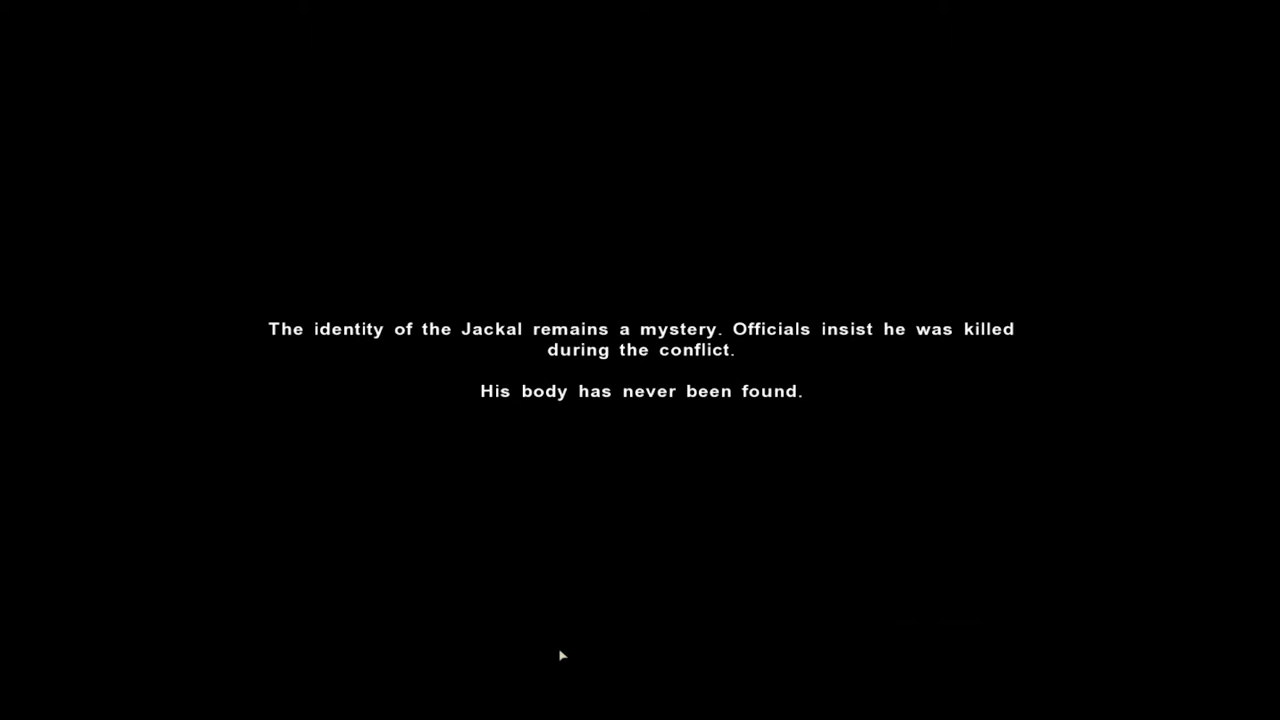 The identity of the Jackal remains a mystery. Officials insist he was killed
during the conflict.
His body has never been found.